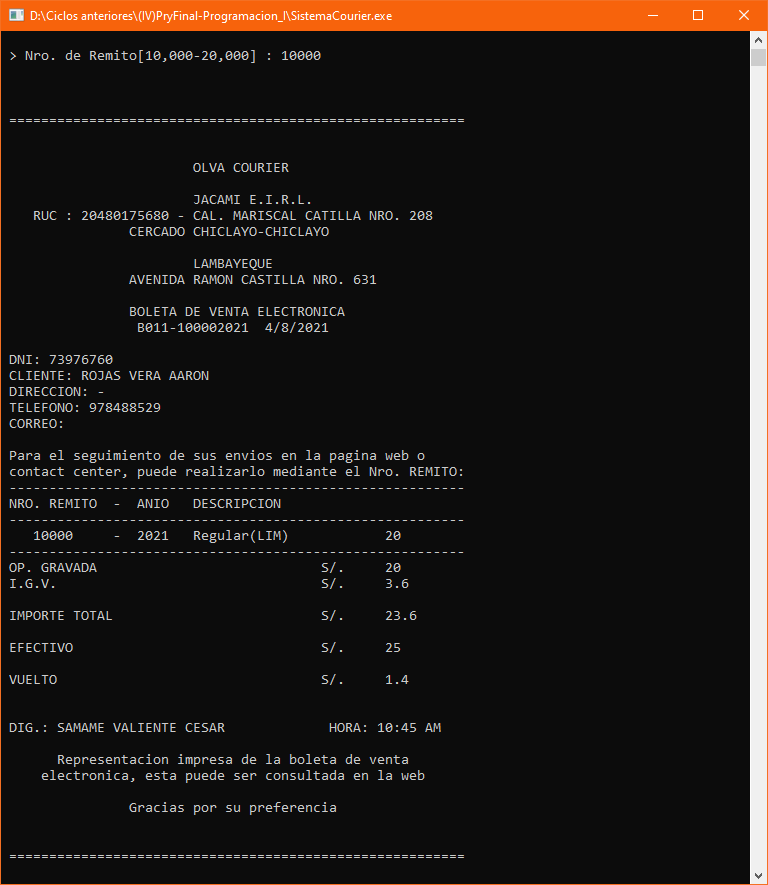 D:\Ciclos anteriores\(IV)PryFinal-Programacion_I\SistemaCourier.exe
> Nro. de Remito[10,000-20,000] : 10000
=========================================================
OLVA COURIER
JACAMI E.I.R.L.
RUC : 20480175680 - CAL. MARISCAL CATILLA NRO. 208
CERCADO CHICLAYO-CHICLAYO
LAMBAYEQUE
AVENIDA RAMON CASTILLA NRO. 631
BOLETA DE VENTA ELECTRONICA
B011-100002021  4/8/2021
DNI: 73976760
CLIENTE: ROJAS VERA AARON
DIRECCION: -
TELEFONO: 978488529
CORREO:
Para el seguimiento de sus envios en la pagina web o
contact center, puede realizarlo mediante el Nro. REMITO:
---------------------------------------------------------
NRO. REMITO  -  ANIO   DESCRIPCION
---------------------------------------------------------
10000     -  2021   Regular(LIM)            20
---------------------------------------------------------
OP. GRAVADA                            S/.     20
I.G.V.                                 S/.     3.6
IMPORTE TOTAL                          S/.     23.6
EFECTIVO                               S/.     25
VUELTO                                 S/.     1.4
DIG.: SAMAME VALIENTE CESAR             HORA: 10:45 AM
Representacion impresa de la boleta de venta
electronica, esta puede ser consultada en la web
Gracias por su preferencia
=========================================================